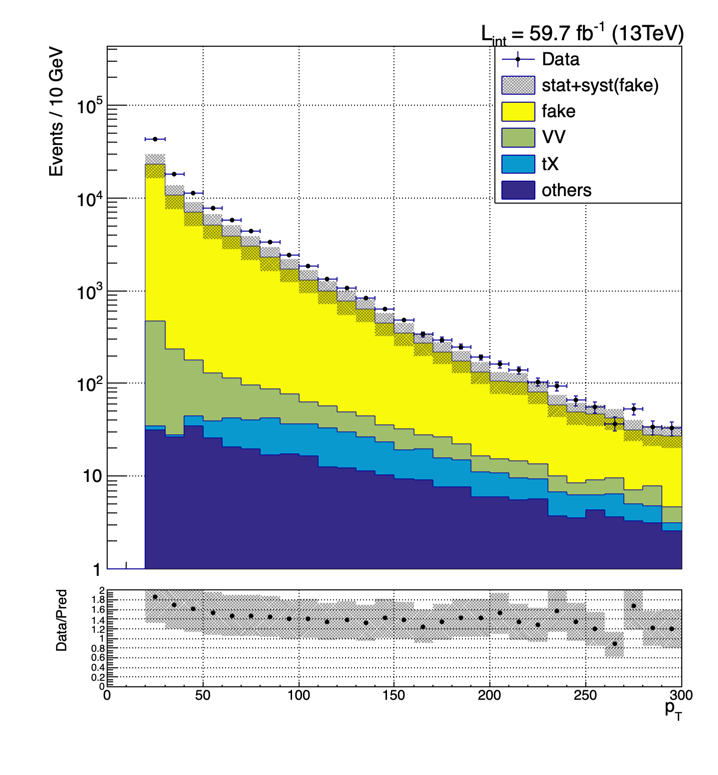 L_int = 59.7 fb^-1 (13TeV)
Events / 10 GeV
Data
stat+syst(fake)
fake
VV
tX
others
10^5
10^4
10^3
10^2
10
1
Data/Pred
2
1.8
1.6
1.4
1.2
1
0.8
0.6
0.4
0.2
0
0 50 100 150 200 250 300
p_T